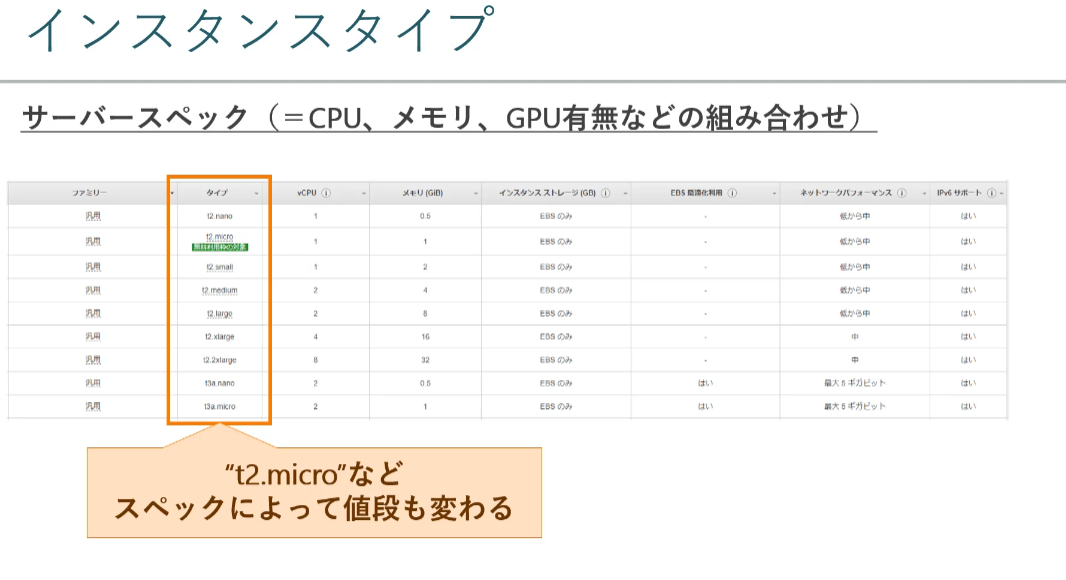 インスタンスタイプ
サーバースペック（＝CPU、メモリ、GPU有無などの組み合わせ）
ファミリー タイプ vCPU メモリ (GiB) インスタンス ストレージ (GB) EBS 最適化利用 ネットワークパフォーマンス IPv6 サポート
汎用 t2.nano 1 0.5 EBS のみ - 低から中 はい
汎用 t2.micro 1 1 EBS のみ - 低から中 はい
無料利用枠の対象
汎用 t2.small 1 2 EBS のみ - 低から中 はい
汎用 t2.medium 2 4 EBS のみ - 低から中 はい
汎用 t2.large 2 8 EBS のみ - 低から中 はい
汎用 t2.xlarge 4 16 EBS のみ - 中 はい
汎用 t2.2xlarge 8 32 EBS のみ - 中 はい
汎用 t3a.nano 2 0.5 EBS のみ はい 最大 5 ギガビット はい
汎用 t3a.micro 2 1 EBS のみ はい 最大 5 ギガビット はい
“t2.micro”など
スペックによって値段も変わる